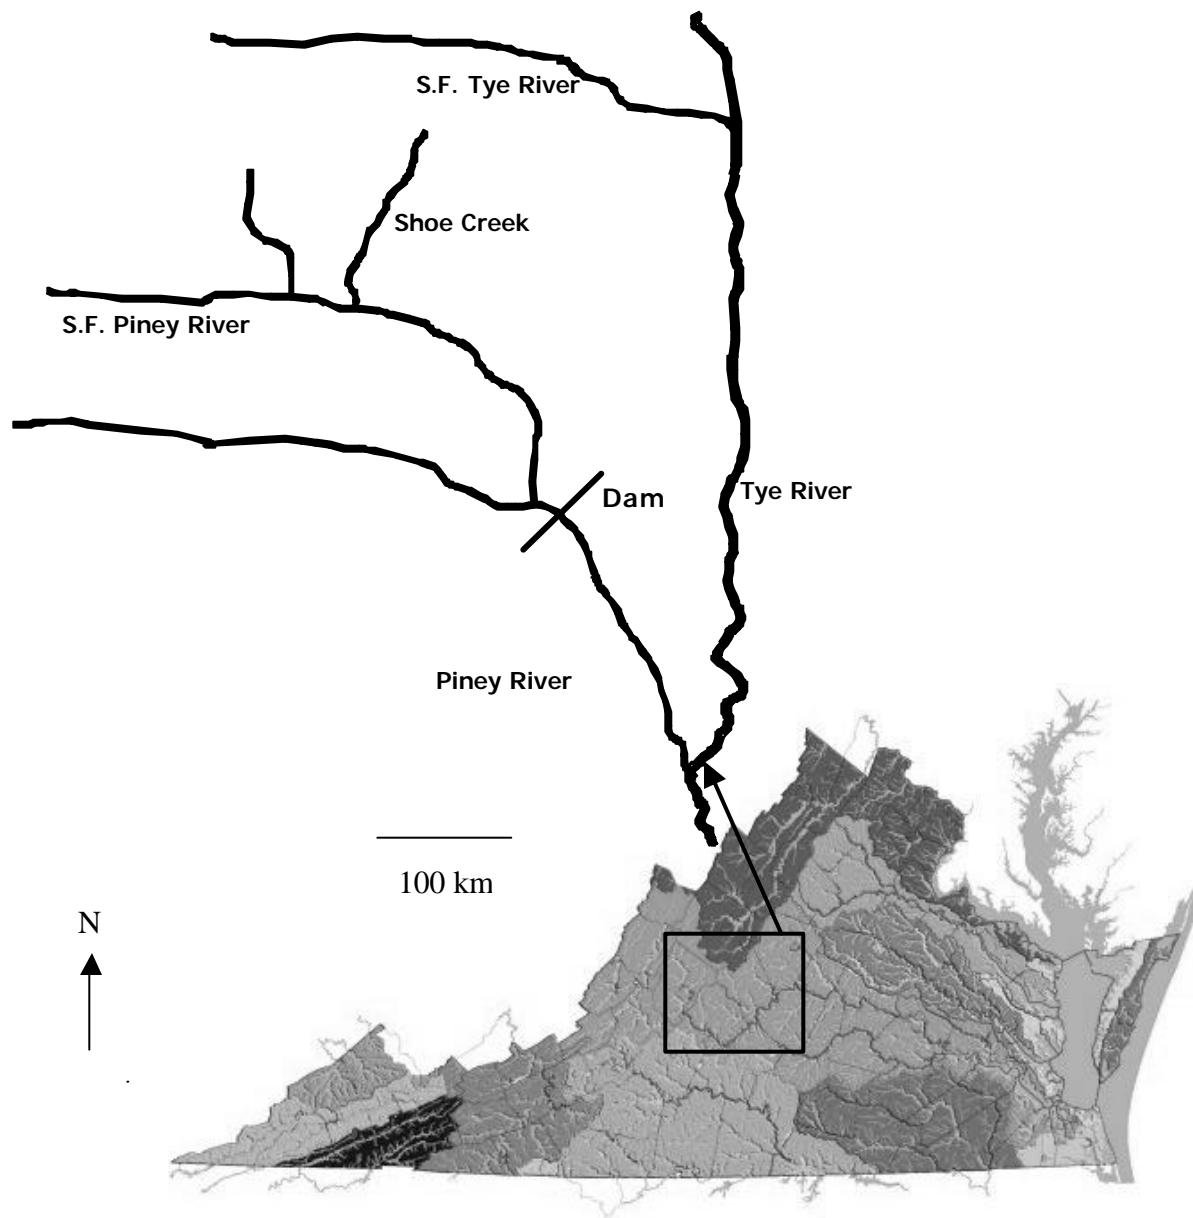 S.F. Tye River
Shoe Creek
S.F. Piney River
Dam
Tye River
Piney River
100 km
N